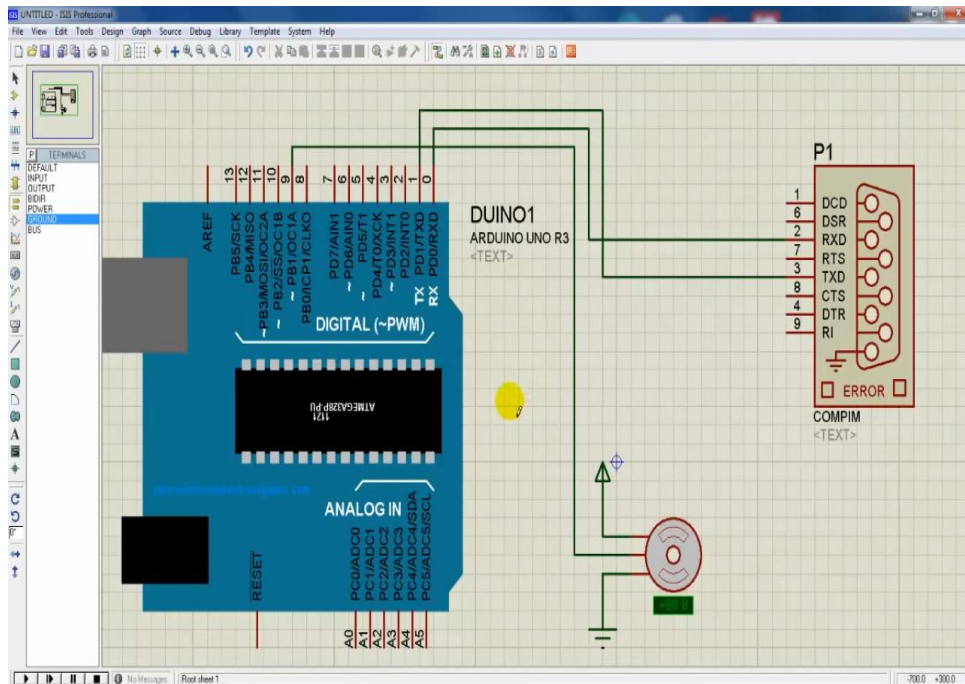 UNTITLED - ISIS Professional
File View Edit Tools Design Graph Source Debug Library Template System Help
P TERMINALS
DEFAULT
INPUT
OUTPUT
BIDIR
POWER
GROUND
BUS
A
0°
AREF
13
12
11
10
9
8
7
6
5
4
3
2
1
0
PB5/SCK
PB4/MISO
~PB3/MOSI/OC2A
~ PB2/SS/OC1B
~ PB1/OC1A
PB0/ICP1/CLKO
PD7/AIN1
~ PD6/AIN0
~ PD5/T1
PD4/T0/XCK
~ PD3/INT1
PD2/INT0
TX PD1/TXD
RX PD0/RXD
DIGITAL (~PWM)
1121
ATMEGA328P-PU
ANALOG IN
RESET
PC0/ADC0
PC1/ADC1
PC2/ADC2
PC3/ADC3
PC4/ADC4/SDA
PC5/ADC5/SCL
A0
A1
A2
A3
A4
A5
DUINO1
ARDUINO UNO R3
<TEXT>
P1
1 DCD
6 DSR
2 RXD
7 RTS
3 TXD
8 CTS
4 DTR
9 RI
ERROR
COMPIM
<TEXT>
No Messages Root sheet 1 -700.0 +300.0